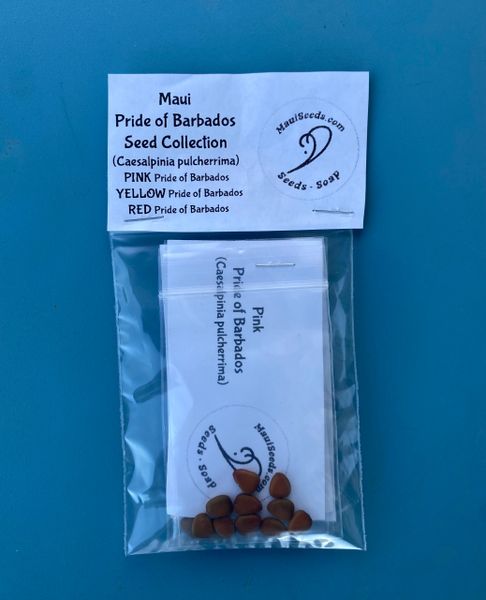 Maui
Pride of Barbados
Seed Collection
(Caesalpinia pulcherrima)
PINK Pride of Barbados
YELLOW Pride of Barbados
RED Pride of Barbados
MauiSeeds.com
Seeds · Soap
Pink
Pride of Barbados
(Caesalpinia pulcherrima)
MauiSeeds.com
Seeds · Soap